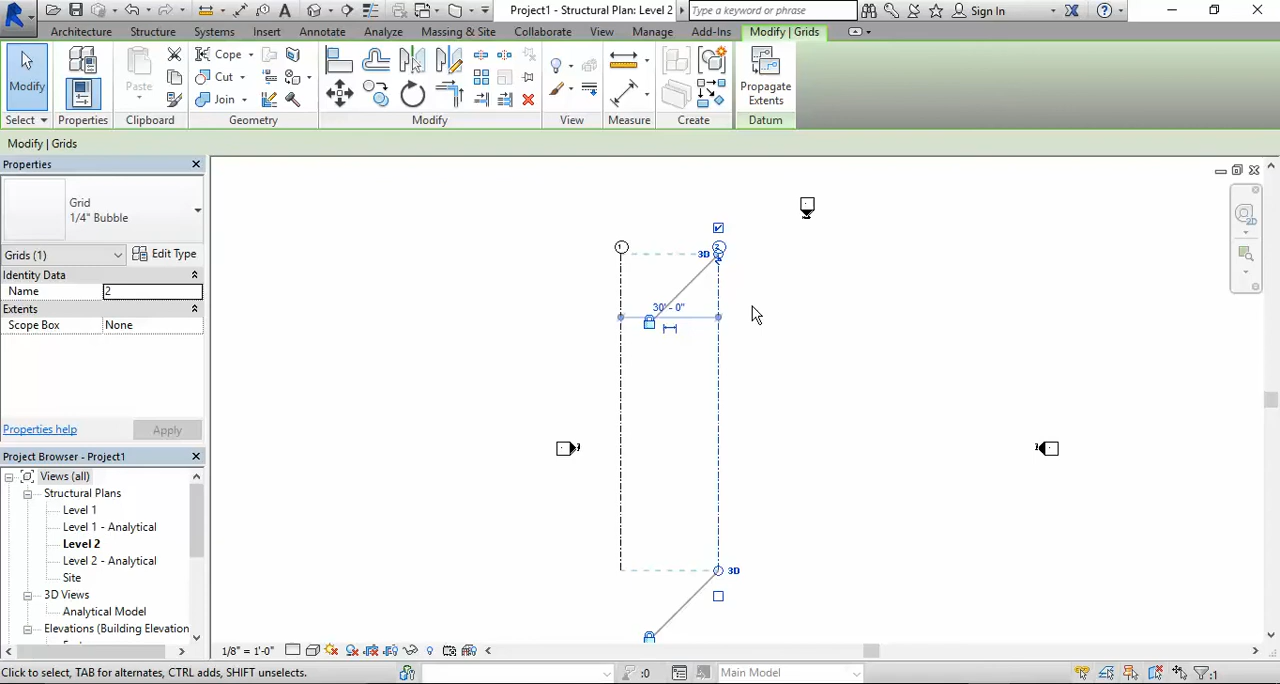 Project1 - Structural Plan: Level 2
Type a keyword or phrase
Sign In
Architecture
Structure
Systems
Insert
Annotate
Analyze
Massing & Site
Collaborate
View
Manage
Add-Ins
Modify | Grids
Modify
Paste
Cope
Cut
Join
Propagate
Extents
Select
Properties
Clipboard
Geometry
Modify
View
Measure
Create
Datum
Modify | Grids
Properties
Grid
1/4" Bubble
Grids (1)
Edit Type
Identity Data
Name
2
Extents
Scope Box
None
Properties help
Apply
Project Browser - Project1
Views (all)
Structural Plans
Level 1
Level 1 - Analytical
Level 2
Level 2 - Analytical
Site
3D Views
Analytical Model
Elevations (Building Elevation
1
2
3D
30' - 0"
3D
1/8" = 1'-0"
Click to select, TAB for alternates, CTRL adds, SHIFT unselects.
:0
Main Model
:1